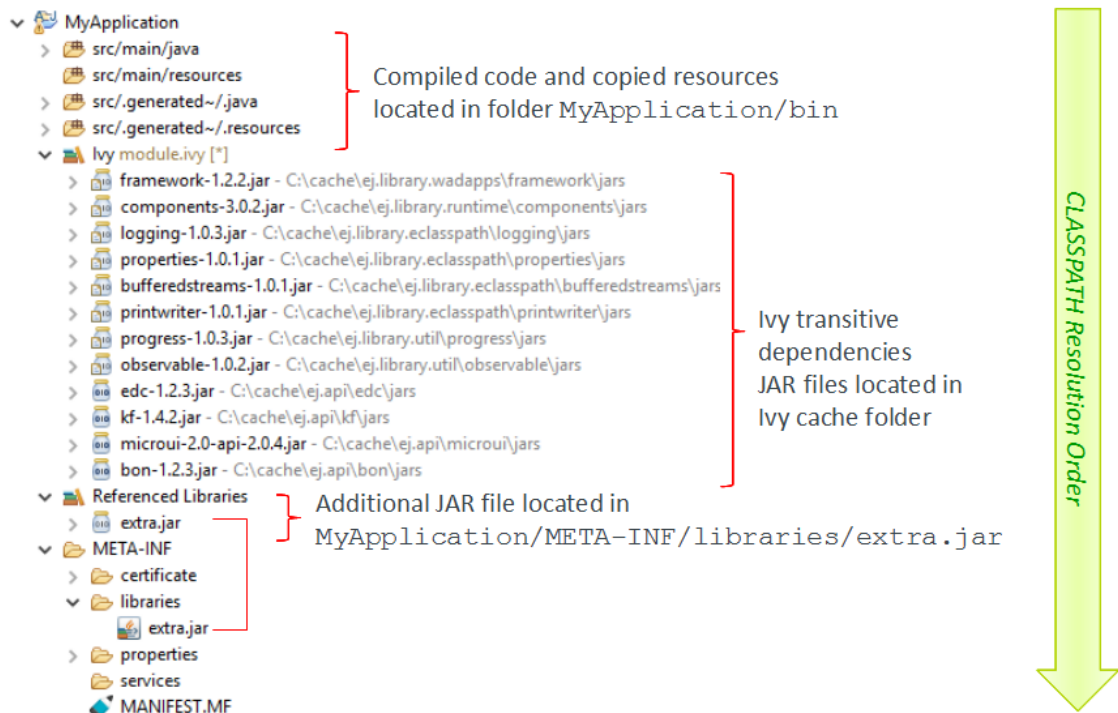 MyApplication
src/main/java
src/main/resources
src/.generated~/.java
src/.generated~/.resources
Compiled code and copied resources
located in folder MyApplication/bin
Ivy module.ivy [*]
framework-1.2.2.jar - C:\cache\ej.library.wadapps\framework\jars
components-3.0.2.jar - C:\cache\ej.library.runtime\components\jars
logging-1.0.3.jar - C:\cache\ej.library.eclasspath\logging\jars
properties-1.0.1.jar - C:\cache\ej.library.eclasspath\properties\jars
bufferedstreams-1.0.1.jar - C:\cache\ej.library.eclasspath\bufferedstreams\jars
printwriter-1.0.1.jar - C:\cache\ej.library.eclasspath\printwriter\jars
progress-1.0.3.jar - C:\cache\ej.library.util\progress\jars
observable-1.0.2.jar - C:\cache\ej.library.util\observable\jars
edc-1.2.3.jar - C:\cache\ej.api\edc\jars
kf-1.4.2.jar - C:\cache\ej.api\kf\jars
microui-2.0-api-2.0.4.jar - C:\cache\ej.api\microui\jars
bon-1.2.3.jar - C:\cache\ej.api\bon\jars
Ivy transitive
dependencies
JAR files located in
Ivy cache folder
Referenced Libraries
extra.jar
Additional JAR file located in
MyApplication/META-INF/libraries/extra.jar
META-INF
certificate
libraries
extra.jar
properties
services
MANIFEST.MF
CLASSPATH Resolution Order